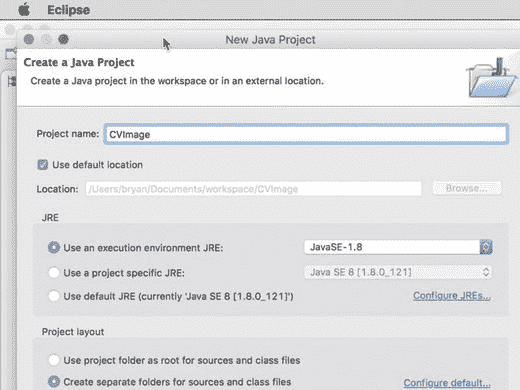 Eclipse
New Java Project
Create a Java Project
Create a Java project in the workspace or in an external location.
Project name: CVImage
Use default location
Location: /Users/bryan/Documents/workspace/CVImage Browse...
JRE
Use an execution environment JRE: JavaSE-1.8
Use a project specific JRE: Java SE 8 [1.8.0_121]
Use default JRE (currently 'Java SE 8 [1.8.0_121]') Configure JREs...
Project layout
Use project folder as root for sources and class files
Create separate folders for sources and class files Configure default...